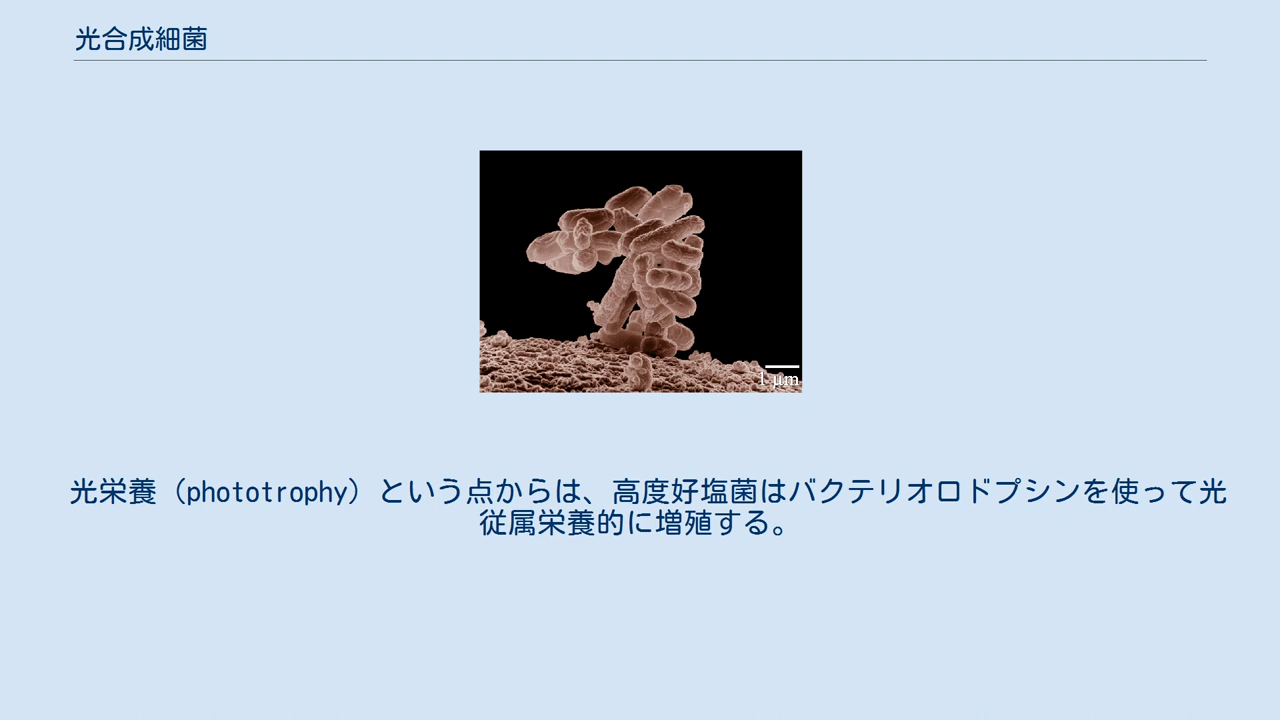 光合成細菌
1 μm
光栄養（phototrophy）という点からは、高度好塩菌はバクテリオロドプシンを使って光
従属栄養的に増殖する。